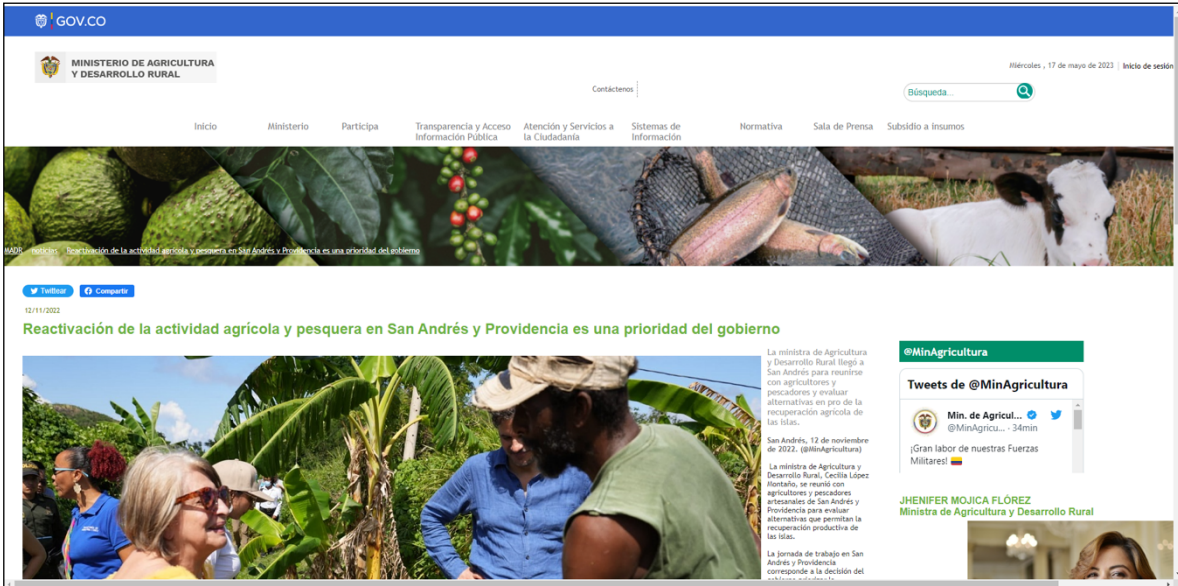 GOV.CO
MINISTERIO DE AGRICULTURA
Y DESARROLLO RURAL
Miércoles , 17 de mayo de 2023
Inicio de sesión
Contáctenos
Búsqueda...
Inicio
Ministerio
Participa
Transparencia y Acceso
Información Pública
Atención y Servicios a
la Ciudadanía
Sistemas de
Información
Normativa
Sala de Prensa
Subsidio a insumos
MADR noticias Reactivación de la actividad agrícola y pesquera en San Andrés y Providencia es una prioridad del gobierno
Twittear
Compartir
12/11/2022
Reactivación de la actividad agrícola y pesquera en San Andrés y Providencia es una prioridad del gobierno
La ministra de Agricultura
y Desarrollo Rural llegó a
San Andrés para reunirse
con agricultores y
pescadores y evaluar
alternativas en pro de la
recuperación agrícola de
las islas.
San Andrés, 12 de noviembre
de 2022. (@MinAgricultura)
La ministra de Agricultura y
Desarrollo Rural, Cecilia López
Montaño, se reunió con
agricultores y pescadores
artesanales de San Andrés y
Providencia para evaluar
alternativas que permitan la
recuperación productiva de
las islas.
La jornada de trabajo en San
Andrés y Providencia
corresponde a la decisión del
gobierno priorizar la
@MinAgricultura
Tweets de @MinAgricultura
Min. de Agricul...
@MinAgricu... · 34min
¡Gran labor de nuestras Fuerzas
Militares!
JHENIFER MOJICA FLÓREZ
Ministra de Agricultura y Desarrollo Rural